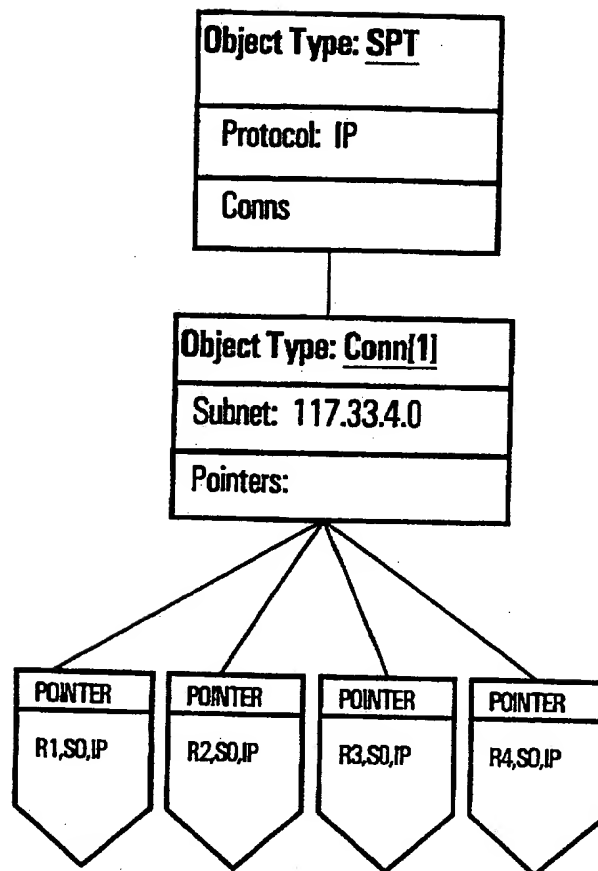 Object Type: SPT
Protocol: IP
Conns
Object Type: Conn[1]
Subnet: 117.33.4.0
Pointers:
POINTER POINTER POINTER POINTER
R1,S0,IP R2,S0,IP R3,S0,IP R4,S0,IP